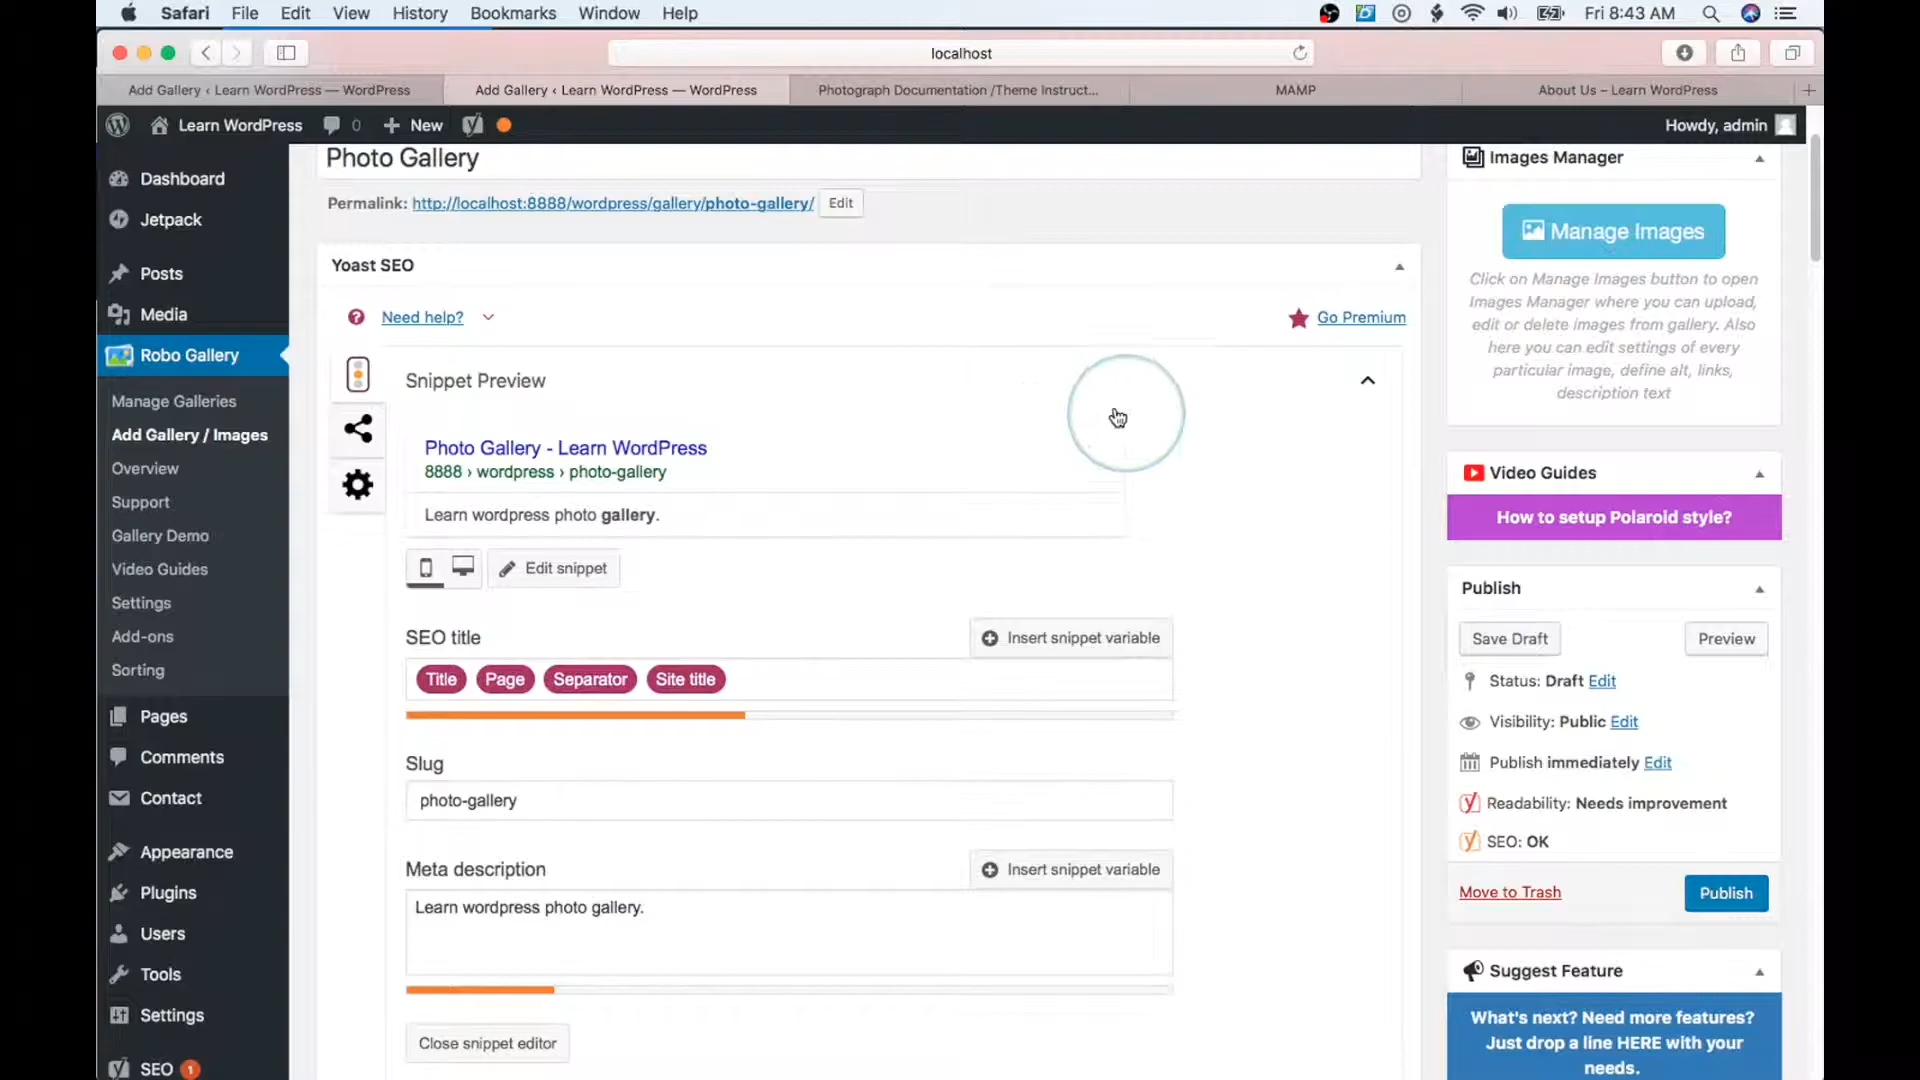 Safari File Edit View History Bookmarks Window Help Fri 8:43 AM
localhost
Add Gallery ‹ Learn WordPress — WordPress
Add Gallery ‹ Learn WordPress — WordPress
Photograph Documentation /Theme Instruct...
MAMP
About Us – Learn WordPress
Learn WordPress 0 New Howdy, admin
Dashboard
Jetpack
Posts
Media
Robo Gallery
Manage Galleries
Add Gallery / Images
Overview
Support
Gallery Demo
Video Guides
Settings
Add-ons
Sorting
Pages
Comments
Contact
Appearance
Plugins
Users
Tools
Settings
SEO 1
Photo Gallery
Permalink: http://localhost:8888/wordpress/gallery/photo-gallery/ Edit
Yoast SEO
Need help? Go Premium
Snippet Preview
Photo Gallery - Learn WordPress
8888 › wordpress › photo-gallery
Learn wordpress photo gallery.
Edit snippet
SEO title Insert snippet variable
Title Page Separator Site title
Slug
photo-gallery
Meta description Insert snippet variable
Learn wordpress photo gallery.
Close snippet editor
Images Manager
Manage Images
Click on Manage Images button to open
Images Manager where you can upload,
edit or delete images from gallery. Also
here you can edit settings of every
particular image, define alt, links,
description text
Video Guides
How to setup Polaroid style?
Publish
Save Draft Preview
Status: Draft Edit
Visibility: Public Edit
Publish immediately Edit
Readability: Needs improvement
SEO: OK
Move to Trash Publish
Suggest Feature
What's next? Need more features?
Just drop a line HERE with your
needs.